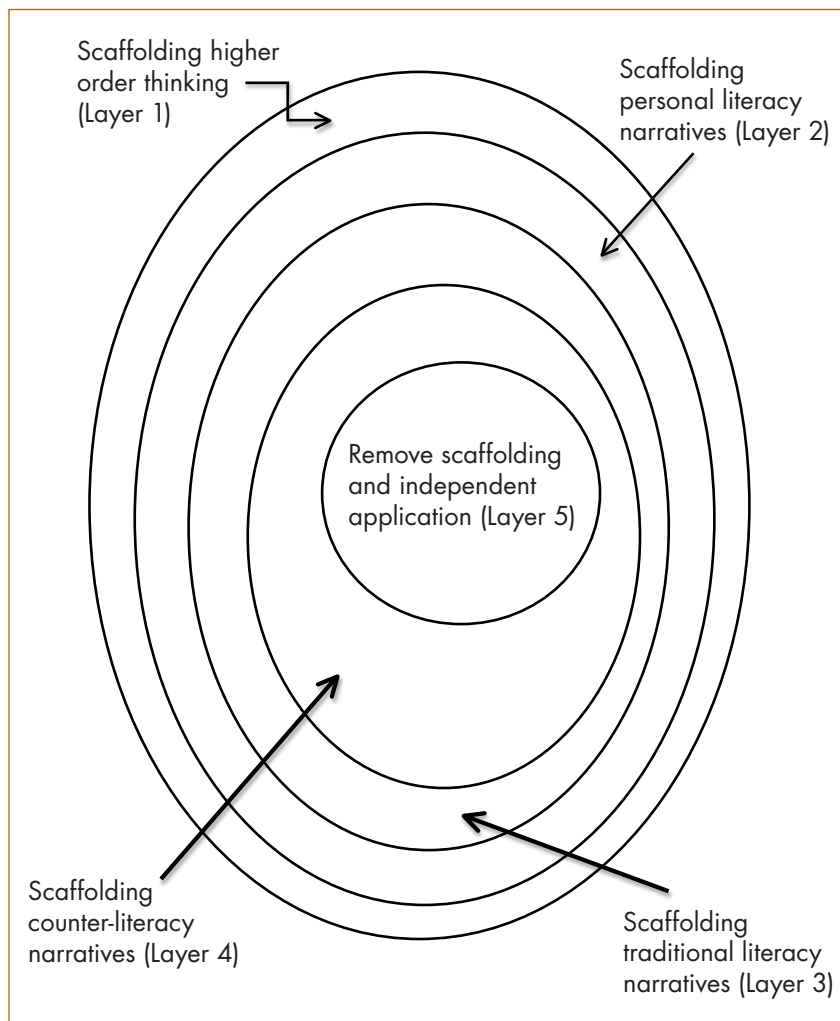 Scaffolding higher
order thinking
(Layer 1)
Scaffolding
personal literacy
narratives (Layer 2)
Remove scaffolding
and independent
application (Layer 5)
Scaffolding
counter-literacy
narratives (Layer 4)
Scaffolding
traditional literacy
narratives (Layer 3)